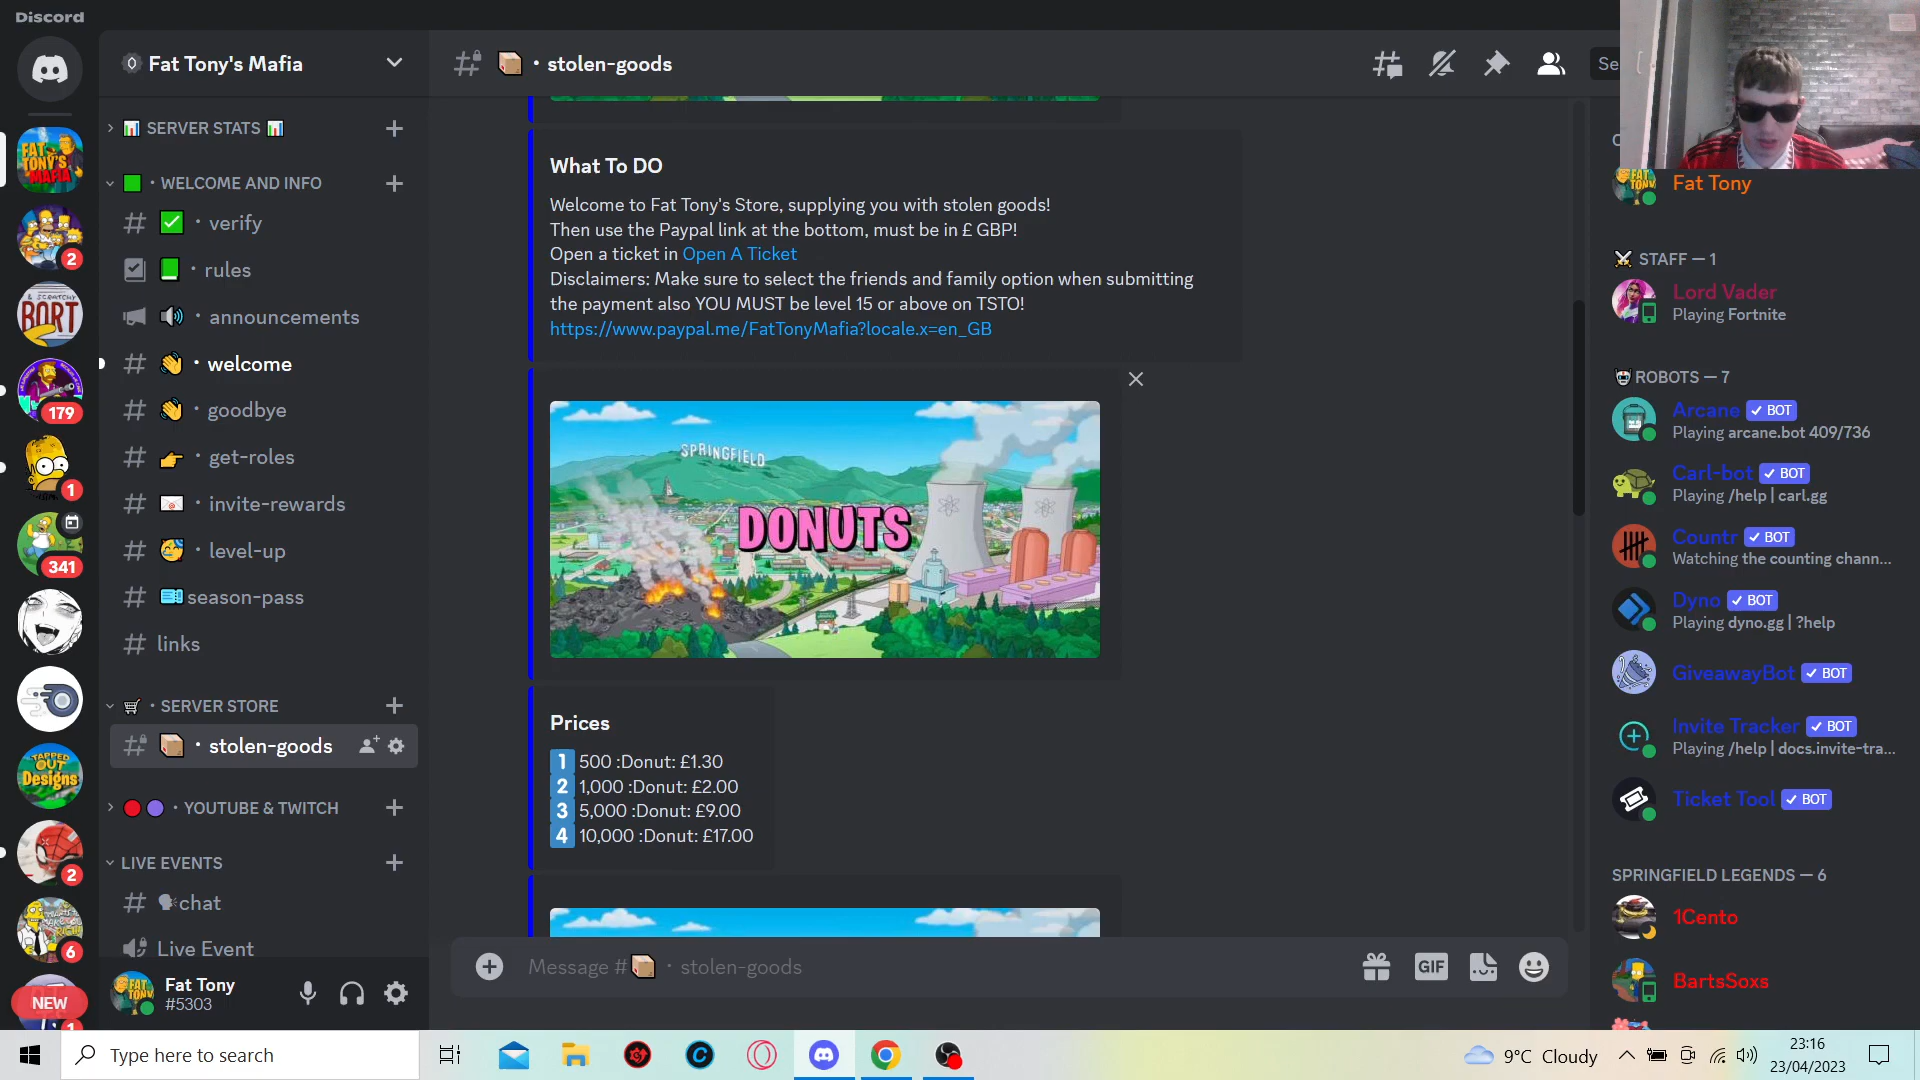 Discord
Fat Tony's Mafia
SERVER STATS
WELCOME AND INFO
verify
rules
announcements
welcome
goodbye
get-roles
invite-rewards
level-up
season-pass
links
SERVER STORE
stolen-goods
YOUTUBE & TWITCH
LIVE EVENTS
chat
Live Event
Fat Tony
#5303
FAT TONY'S MAFIA
2
BORT
179
1
341
TAPPED OUT Designs
2
6
NEW
stolen-goods
Se
What To DO
Welcome to Fat Tony's Store, supplying you with stolen goods!
Then use the Paypal link at the bottom, must be in £ GBP!
Open a ticket in Open A Ticket
Disclaimers: Make sure to select the friends and family option when submitting
the payment also YOU MUST be level 15 or above on TSTO!
https://www.paypal.me/FatTonyMafia?locale.x=en_GB
SPRINGFIELD
DONUTS
Prices
1 500 :Donut: £1.30
2 1,000 :Donut: £2.00
3 5,000 :Donut: £9.00
4 10,000 :Donut: £17.00
Message # stolen-goods
GIF
Fat Tony
STAFF — 1
Lord Vader
Playing Fortnite
ROBOTS — 7
Arcane BOT
Playing arcane.bot 409/736
Carl-bot BOT
Playing /help | carl.gg
Countr BOT
Watching the counting chann...
Dyno BOT
Playing dyno.gg | ?help
GiveawayBot BOT
Invite Tracker BOT
Playing /help | docs.invite-tra...
Ticket Tool BOT
SPRINGFIELD LEGENDS — 6
1Cento
BartsSoxs
Type here to search
9°C Cloudy
23:16
23/04/2023